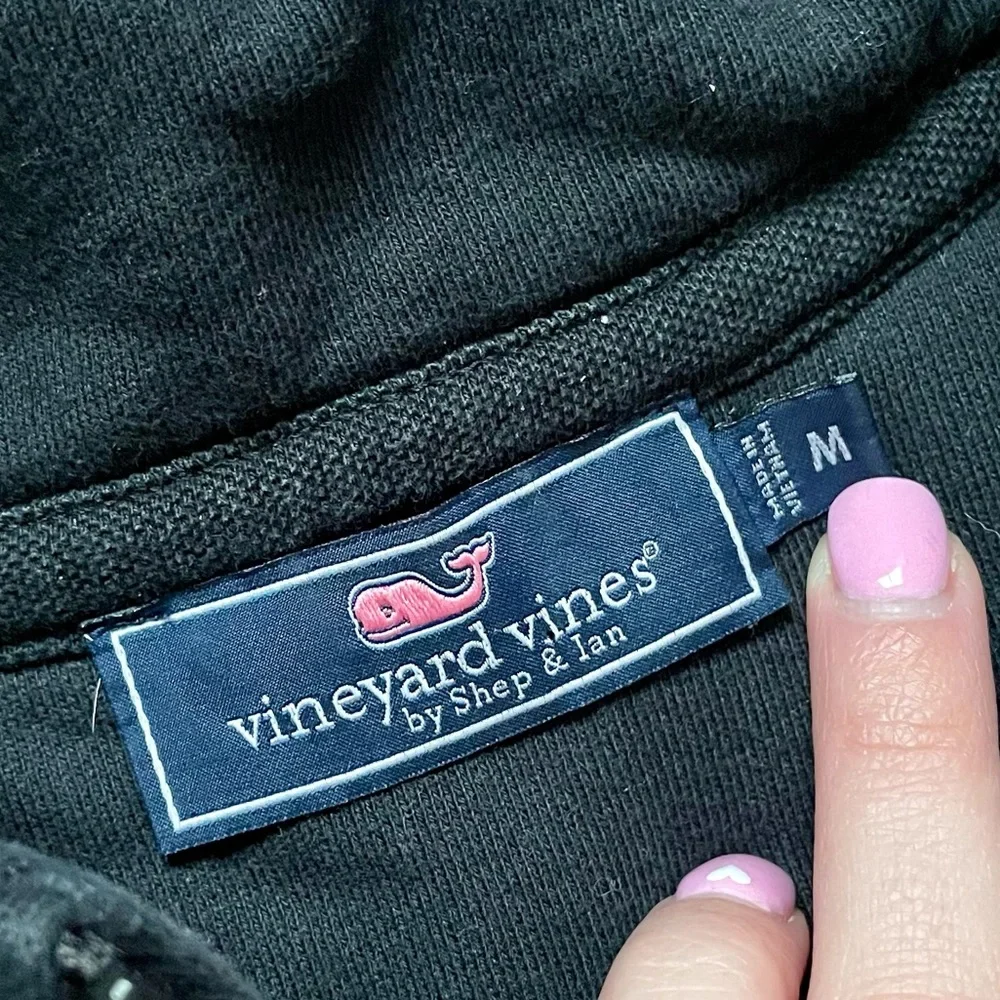 vineyard vines®
by Shep & Ian
MADE IN
VIETNAM
M